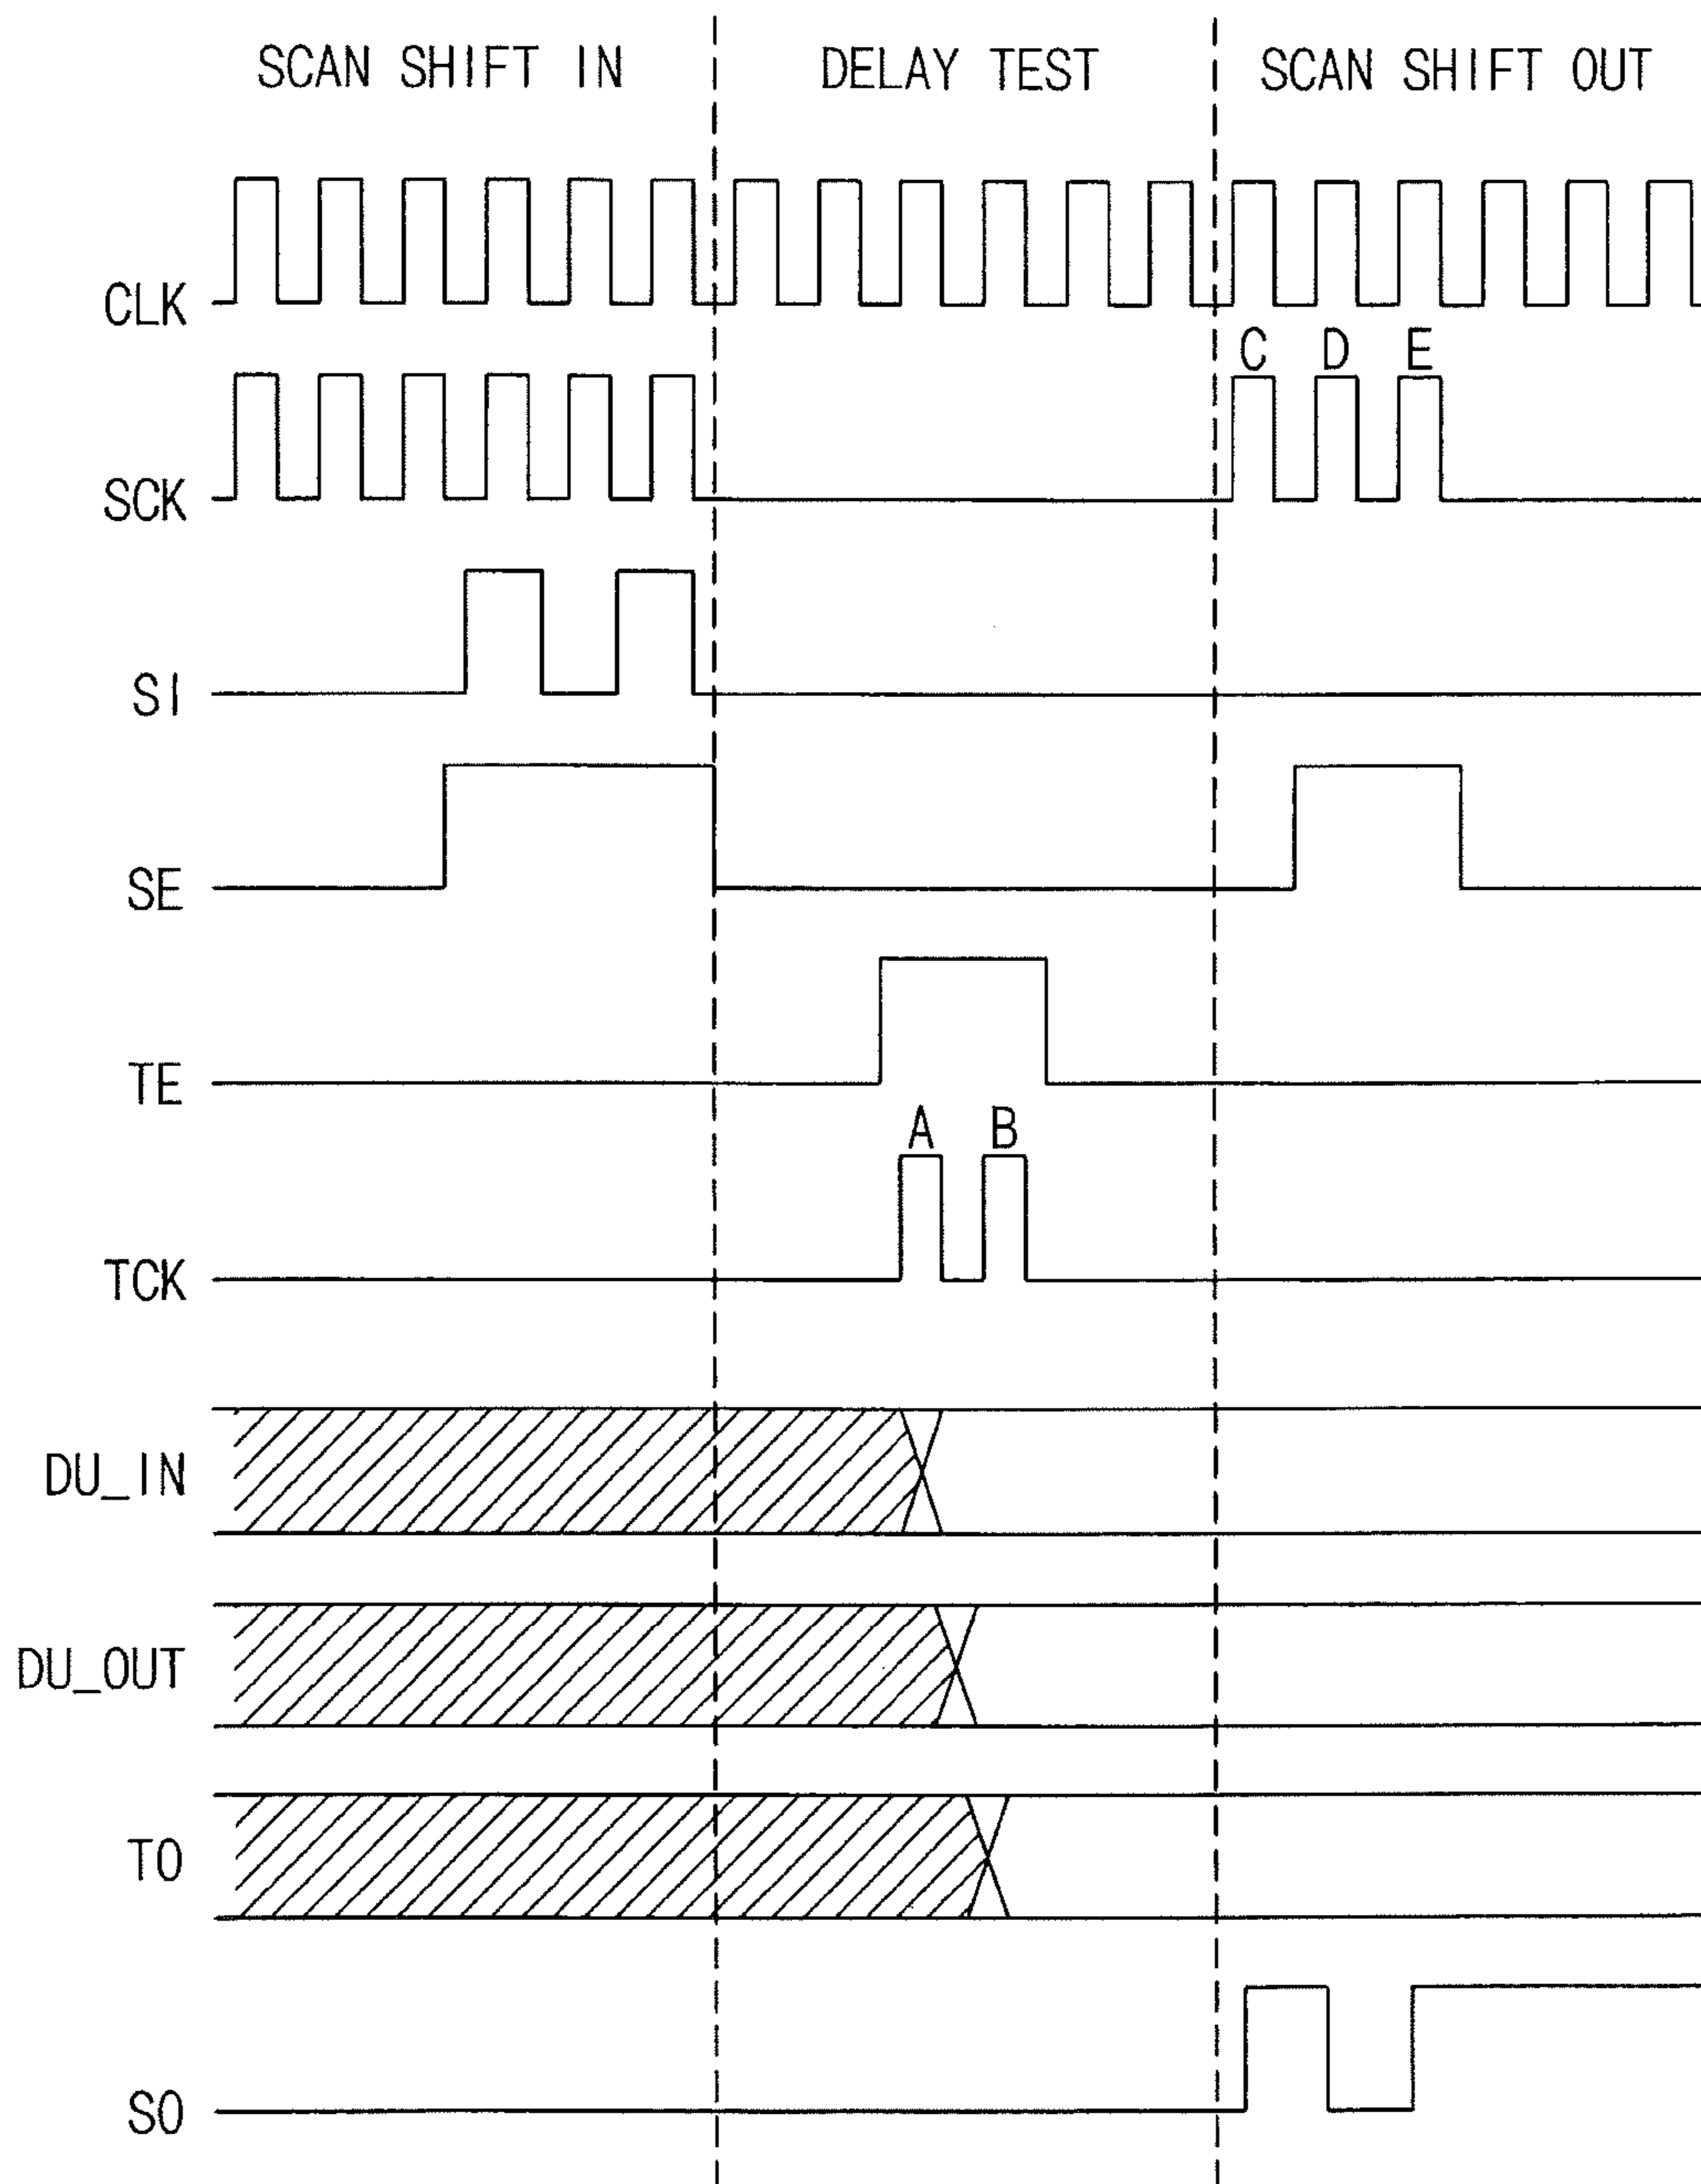 SCAN SHIFT IN
DELAY TEST
SCAN SHIFT OUT
CLK
C D E
SCK
SI
SE
TE
A B
TCK
DU_IN
DU_OUT
TO
SO